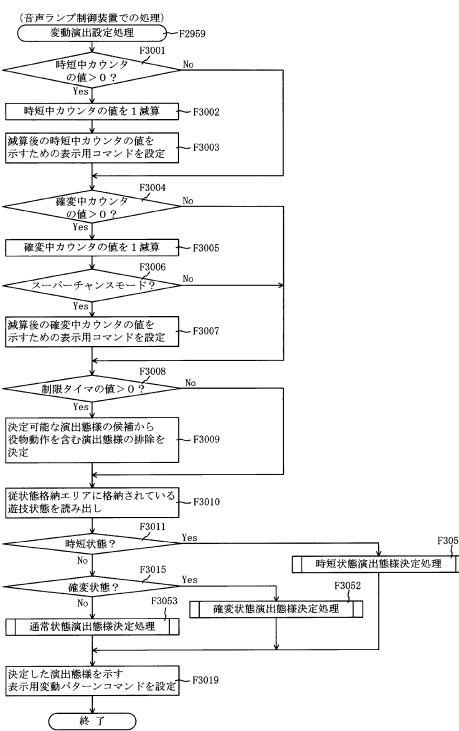 (音声ランプ制御装置での処理)
変動演出設定処理
F2959
F3001
時短中カウンタ
の値>0?
No
Yes
時短中カウンタの値を1減算
F3002
減算後の時短中カウンタの値を
示すための表示用コマンドを設定
F3003
F3004
確変中カウンタ
の値>0?
No
Yes
確変中カウンタの値を1減算
F3005
F3006
スーパーチャンスモード?
No
Yes
減算後の確変中カウンタの値を
示すための表示用コマンドを設定
F3007
F3008
制限タイマの値>0?
No
Yes
決定可能な演出態様の候補から
役物動作を含む演出態様の排除を
決定
F3009
従状態格納エリアに格納されている
遊技状態を読み出し
F3010
F3011
時短状態?
Yes
No
F305
時短状態演出態様決定処理
F3015
確変状態?
Yes
No
F3052
確変状態演出態様決定処理
F3053
通常状態演出態様決定処理
決定した演出態様を示す
表示用変動パターンコマンドを設定
F3019
終了